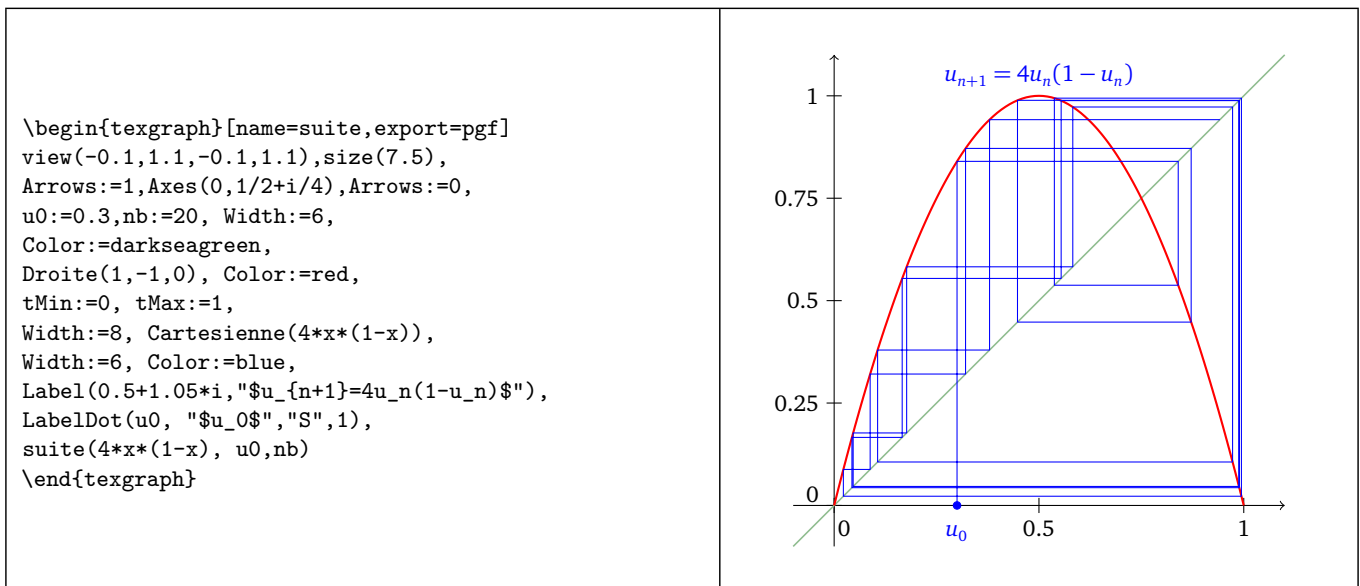 \begin{texgraph}[name=suite,export=pgf]
view(-0.1,1.1,-0.1,1.1),size(7.5),
Arrows:=1,Axes(0,1/2+i/4),Arrows:=0,
u0:=0.3,nb:=20, Width:=6,
Color:=darkseagreen,
Droite(1,-1,0), Color:=red,
tMin:=0, tMax:=1,
Width:=8, Cartesienne(4*x*(1-x)),
Width:=6, Color:=blue,
Label(0.5+1.05*i,"$u_{n+1}=4u_n(1-u_n)$"),
LabelDot(u0, "$u_0$","S",1),
suite(4*x*(1-x), u0,nb)
\end{texgraph}
uₙ₊₁ = 4uₙ(1 − uₙ)
1
0.75
0.5
0.25
0
0 u₀ 0.5 1